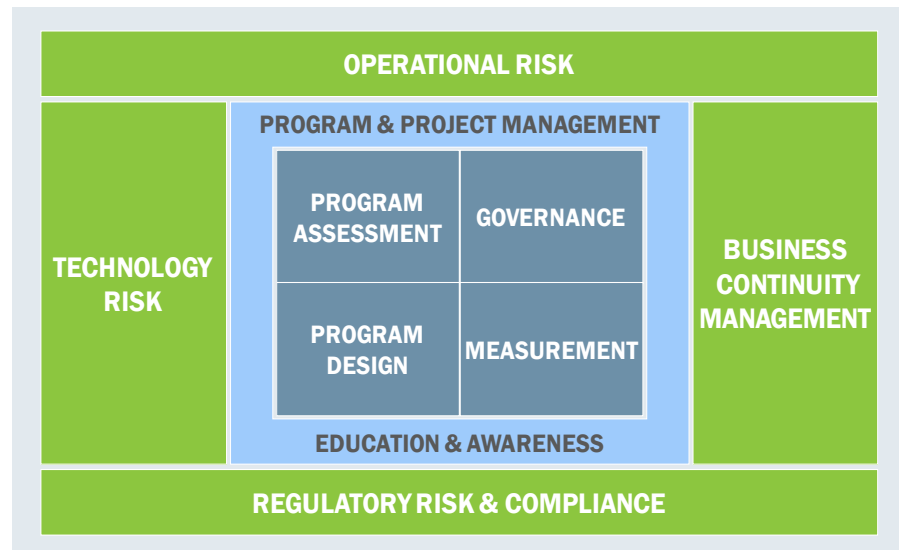 OPERATIONAL RISK
PROGRAM & PROJECT MANAGEMENT
PROGRAM
ASSESSMENT
GOVERNANCE
TECHNOLOGY
RISK
BUSINESS
CONTINUITY
MANAGEMENT
PROGRAM
DESIGN
MEASUREMENT
EDUCATION & AWARENESS
REGULATORY RISK & COMPLIANCE